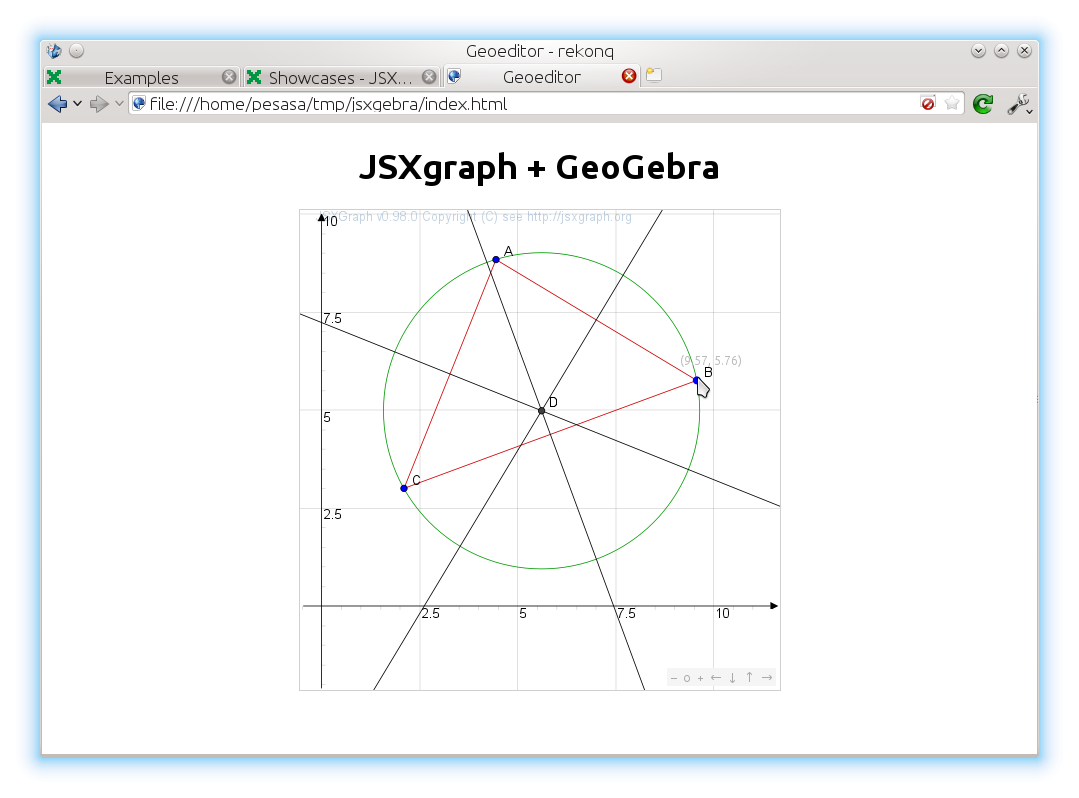 Geoeditor - rekonq
Examples
Showcases - JSX...
Geoeditor
file:///home/pesasa/tmp/jsxgebra/index.html
JSXgraph + GeoGebra
JSXGraph v0.98.0 Copyright (C) see http://jsxgraph.org
10
A
7.5
(9.57, 5.76)
B
D
5
C
2.5
2.5 5 7.5 10
− o + ← ↓ ↑ →